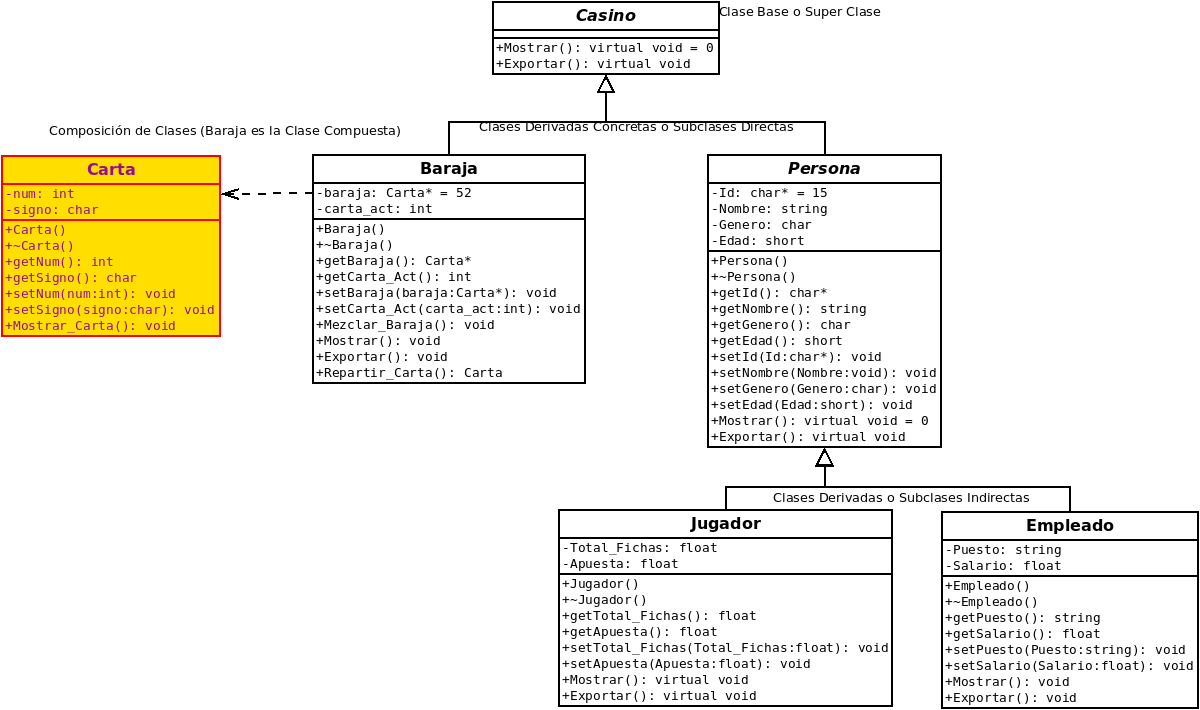 Casino
Clase Base o Super Clase
+Mostrar(): virtual void = 0
+Exportar(): virtual void
Composición de Clases (Baraja es la Clase Compuesta)
Clases Derivadas Concretas o Subclases Directas
Carta
-num: int
-signo: char
+Carta()
+~Carta()
+getNum(): int
+getSigno(): char
+setNum(num:int): void
+setSigno(signo:char): void
+Mostrar_Carta(): void
Baraja
-baraja: Carta* = 52
-carta_act: int
+Baraja()
+~Baraja()
+getBaraja(): Carta*
+getCarta_Act(): int
+setBaraja(baraja:Carta*): void
+setCarta_Act(carta_act:int): void
+Mezclar_Baraja(): void
+Mostrar(): void
+Exportar(): void
+Repartir_Carta(): Carta
Persona
-Id: char* = 15
-Nombre: string
-Genero: char
-Edad: short
+Persona()
+~Persona()
+getId(): char*
+getNombre(): string
+getGenero(): char
+getEdad(): short
+setId(Id:char*): void
+setNombre(Nombre:void): void
+setGenero(Genero:char): void
+setEdad(Edad:short): void
+Mostrar(): virtual void = 0
+Exportar(): virtual void
Clases Derivadas o Subclases Indirectas
Jugador
-Total_Fichas: float
-Apuesta: float
+Jugador()
+~Jugador()
+getTotal_Fichas(): float
+getApuesta(): float
+setTotal_Fichas(Total_Fichas:float): void
+setApuesta(Apuesta:float): void
+Mostrar(): virtual void
+Exportar(): virtual void
Empleado
-Puesto: string
-Salario: float
+Empleado()
+~Empleado()
+getPuesto(): string
+getSalario(): float
+setPuesto(Puesto:string): void
+setSalario(Salario:float): void
+Mostrar(): void
+Exportar(): void